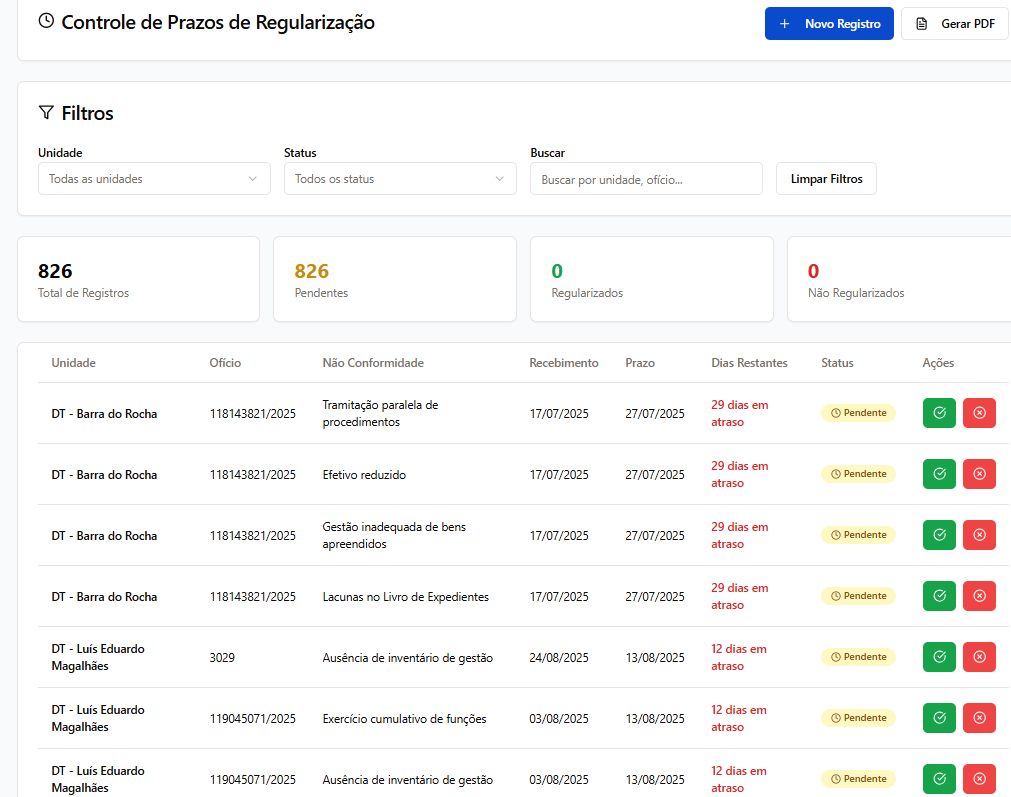 Controle de Prazos de Regularização
Novo Registro
Gerar PDF
Filtros
Unidade Status Buscar
Todas as unidades Todos os status Buscar por unidade, ofício... Limpar Filtros
826 826 0 0
Total de Registros Pendentes Regularizados Não Regularizados
Unidade Ofício Não Conformidade Recebimento Prazo Dias Restantes Status Ações
DT - Barra do Rocha 118143821/2025 Tramitação paralela de procedimentos 17/07/2025 27/07/2025 29 dias em atraso Pendente
DT - Barra do Rocha 118143821/2025 Efetivo reduzido 17/07/2025 27/07/2025 29 dias em atraso Pendente
DT - Barra do Rocha 118143821/2025 Gestão inadequada de bens apreendidos 17/07/2025 27/07/2025 29 dias em atraso Pendente
DT - Barra do Rocha 118143821/2025 Lacunas no Livro de Expedientes 17/07/2025 27/07/2025 29 dias em atraso Pendente
DT - Luís Eduardo Magalhães 3029 Ausência de inventário de gestão 24/08/2025 13/08/2025 12 dias em atraso Pendente
DT - Luís Eduardo Magalhães 119045071/2025 Exercício cumulativo de funções 03/08/2025 13/08/2025 12 dias em atraso Pendente
DT - Luís Eduardo Magalhães 119045071/2025 Ausência de inventário de gestão 03/08/2025 13/08/2025 12 dias em atraso Pendente